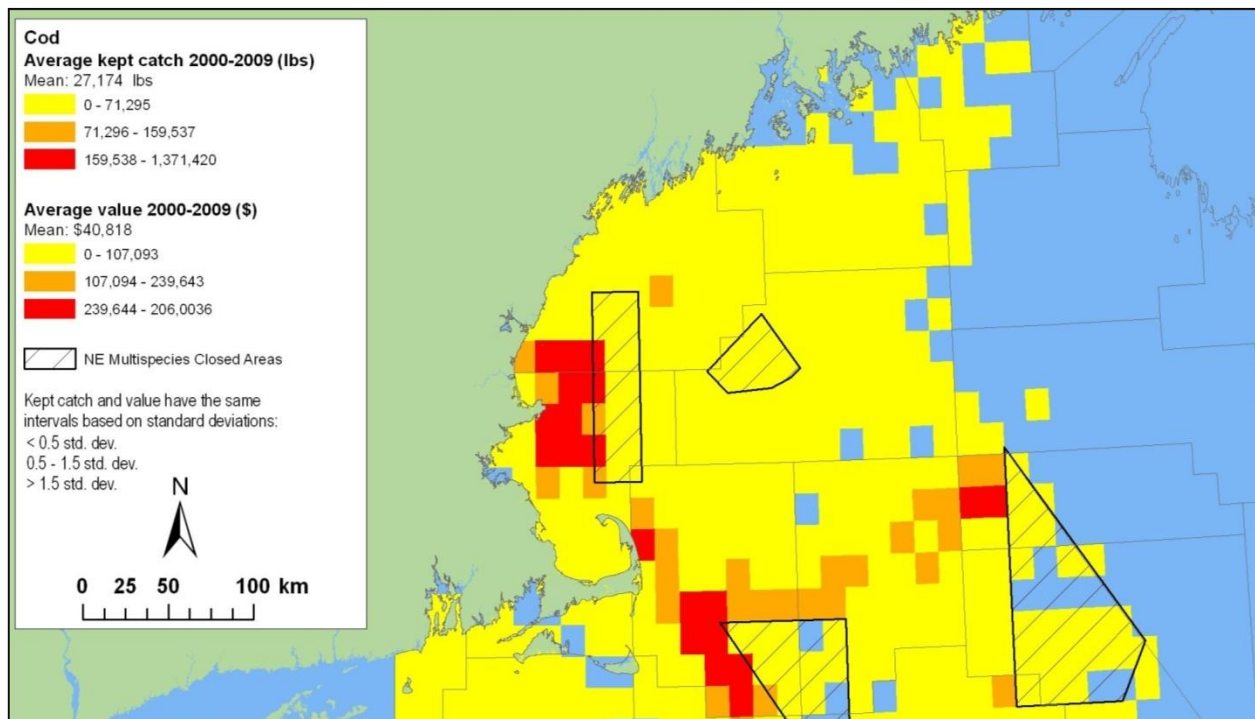 Cod
Average kept catch 2000-2009 (lbs)
Mean: 27,174 lbs
0 - 71,295
71,296 - 159,537
159,538 - 1,371,420
Average value 2000-2009 ($)
Mean: $40,818
0 - 107,093
107,094 - 239,643
239,644 - 206,0036
NE Multispecies Closed Areas
Kept catch and value have the same
intervals based on standard deviations:
< 0.5 std. dev.
0.5 - 1.5 std. dev.
> 1.5 std. dev.
N
0 25 50 100 km